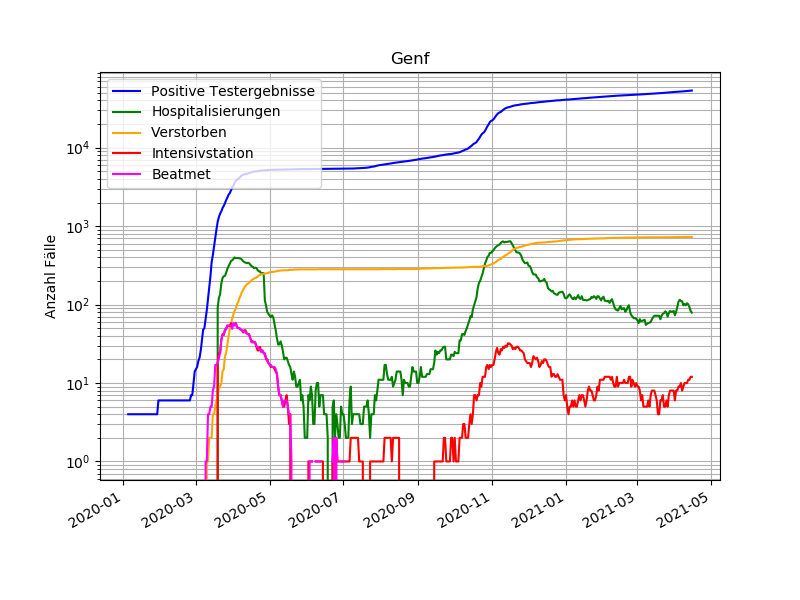 Genf
Positive Testergebnisse
Hospitalisierungen
Verstorben
Intensivstation
Beatmet
Anzahl Fälle
10⁴
10³
10²
10¹
10⁰
2020-01
2020-03
2020-05
2020-07
2020-09
2020-11
2021-01
2021-03
2021-05